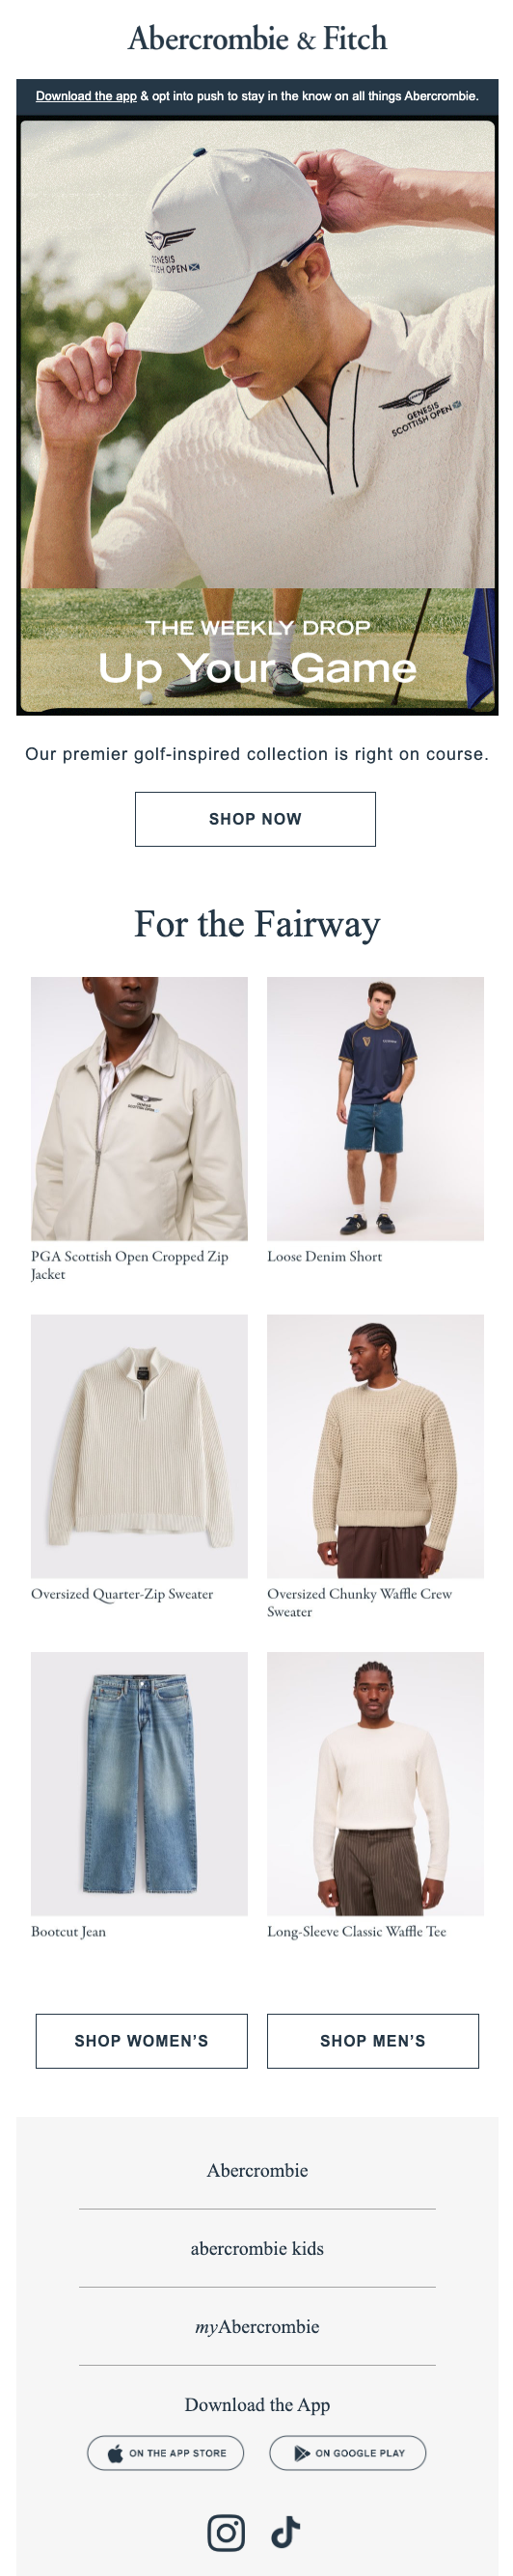 Abercrombie & Fitch
Download the app & opt into push to stay in the know on all things Abercrombie.
GENESIS
SCOTTISH OPEN
GENESIS
SCOTTISH OPEN
THE WEEKLY DROP
Up Your Game
Our premier golf-inspired collection is right on course.
SHOP NOW
For the Fairway
GENESIS
SCOTTISH OPEN
PGA Scottish Open Cropped Zip
Jacket
Loose Denim Short
Oversized Quarter-Zip Sweater
Oversized Chunky Waffle Crew
Sweater
Bootcut Jean
Long-Sleeve Classic Waffle Tee
SHOP WOMEN'S
SHOP MEN'S
Abercrombie
abercrombie kids
myAbercrombie
Download the App
ON THE APP STORE
ON GOOGLE PLAY